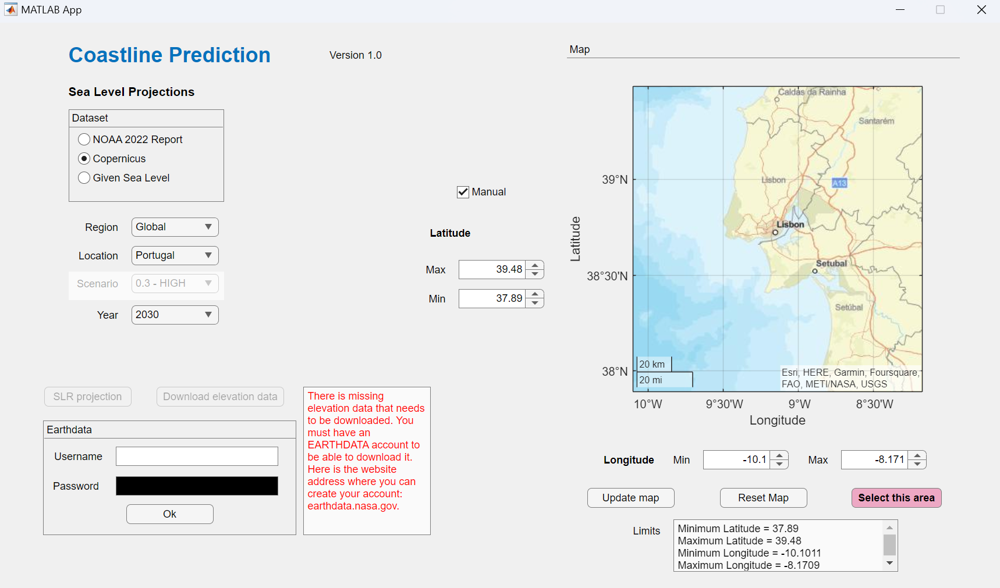 MATLAB App
Coastline Prediction
Version 1.0
Sea Level Projections
Dataset
NOAA 2022 Report
Copernicus
Given Sea Level
Region
Global
Location
Portugal
Scenario
0.3 - HIGH
Year
2030
SLR projection
Download elevation data
Earthdata
Username
Password
Ok
There is missing
elevation data that needs
to be downloaded. You
must have an
EARTHDATA account to
be able to download it.
Here is the website
address where you can
create your account:
earthdata.nasa.gov.
Manual
Latitude
Max
39.48
Min
37.89
Map
Caldas da Rainha
Santarém
39°N
Lisbon
A13
Latitude
Lisbon
38°30'N
Setubal
Setúbal
38°N
20 km
20 mi
Esri, HERE, Garmin, Foursquare,
FAO, METI/NASA, USGS
10°W
9°30'W
9°W
8°30'W
Longitude
Longitude
Min
-10.1
Max
-8.171
Update map
Reset Map
Select this area
Limits
Minimum Latitude = 37.89
Maximum Latitude = 39.48
Minimum Longitude = -10.1011
Maximum Longitude = -8.1709